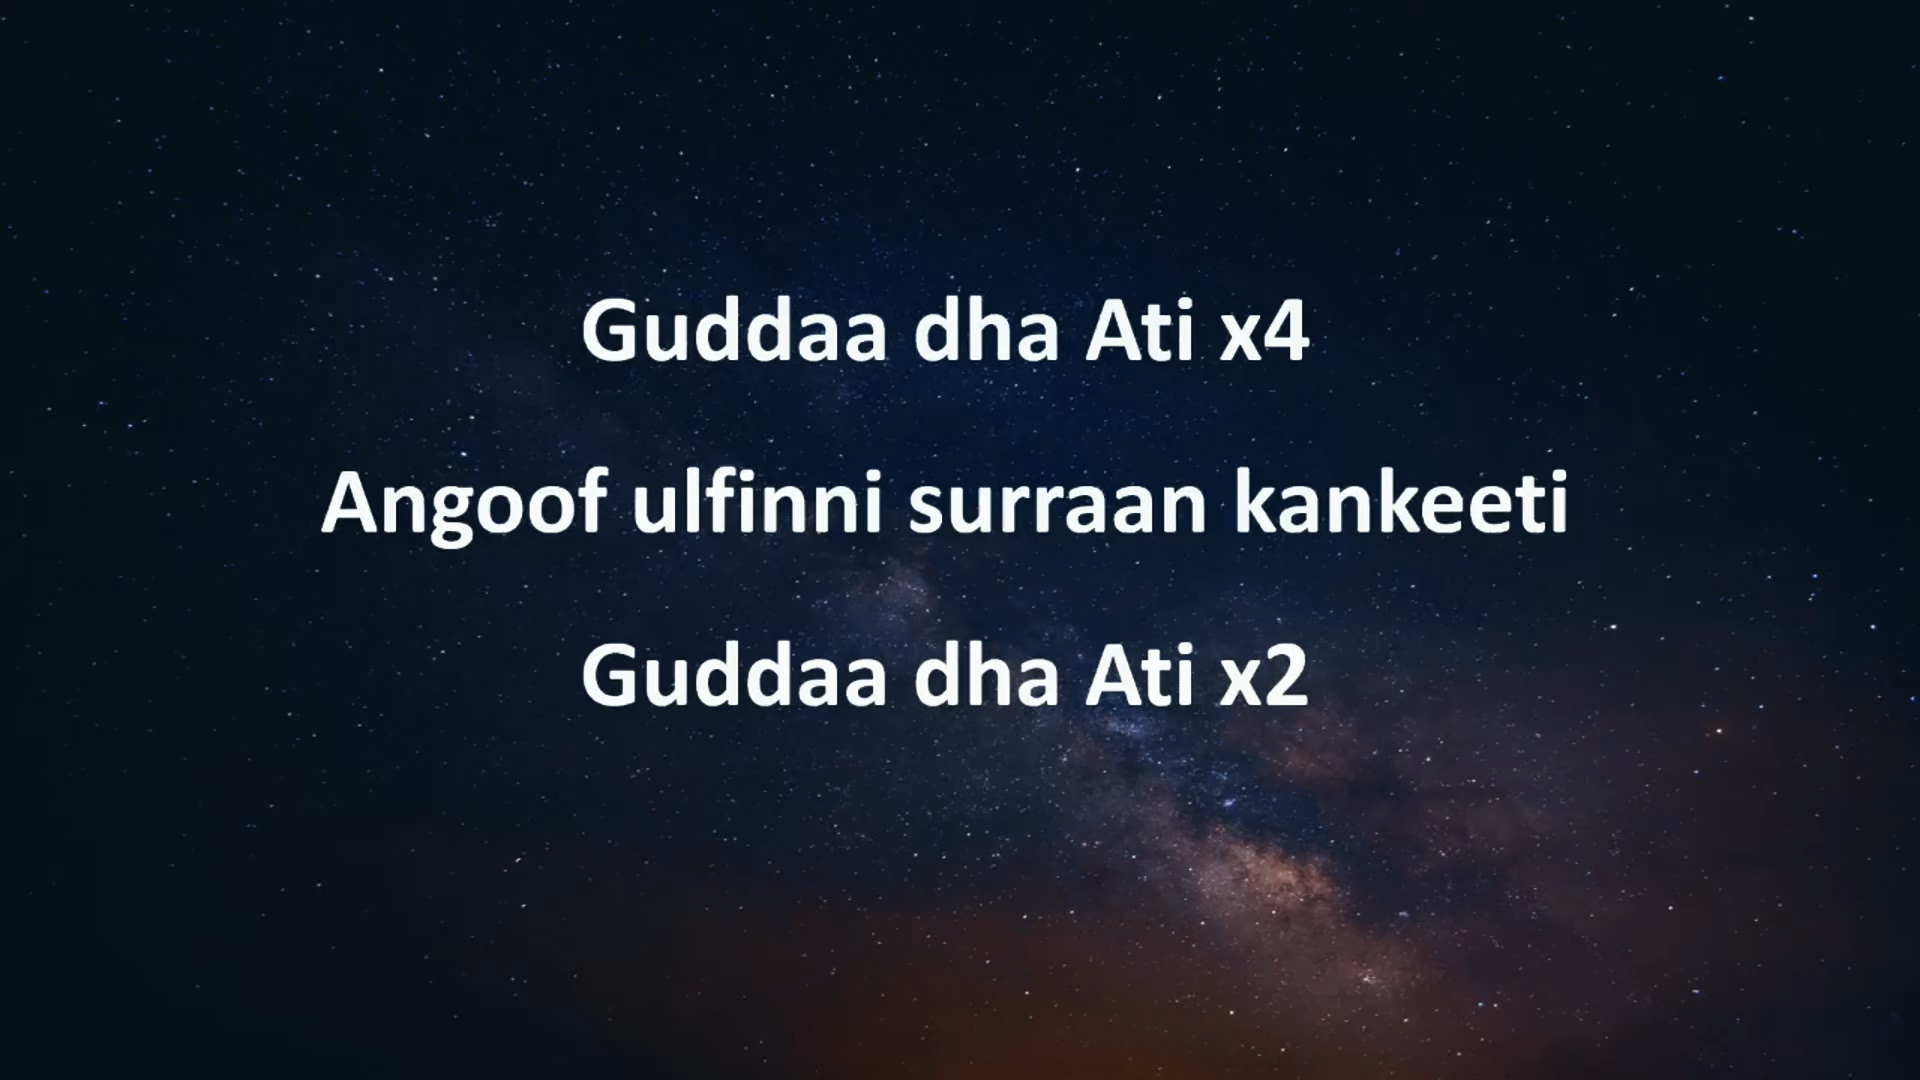 Guddaa dha Ati x4
Angoof ulfinni surraan kankeeti
Guddaa dha Ati x2